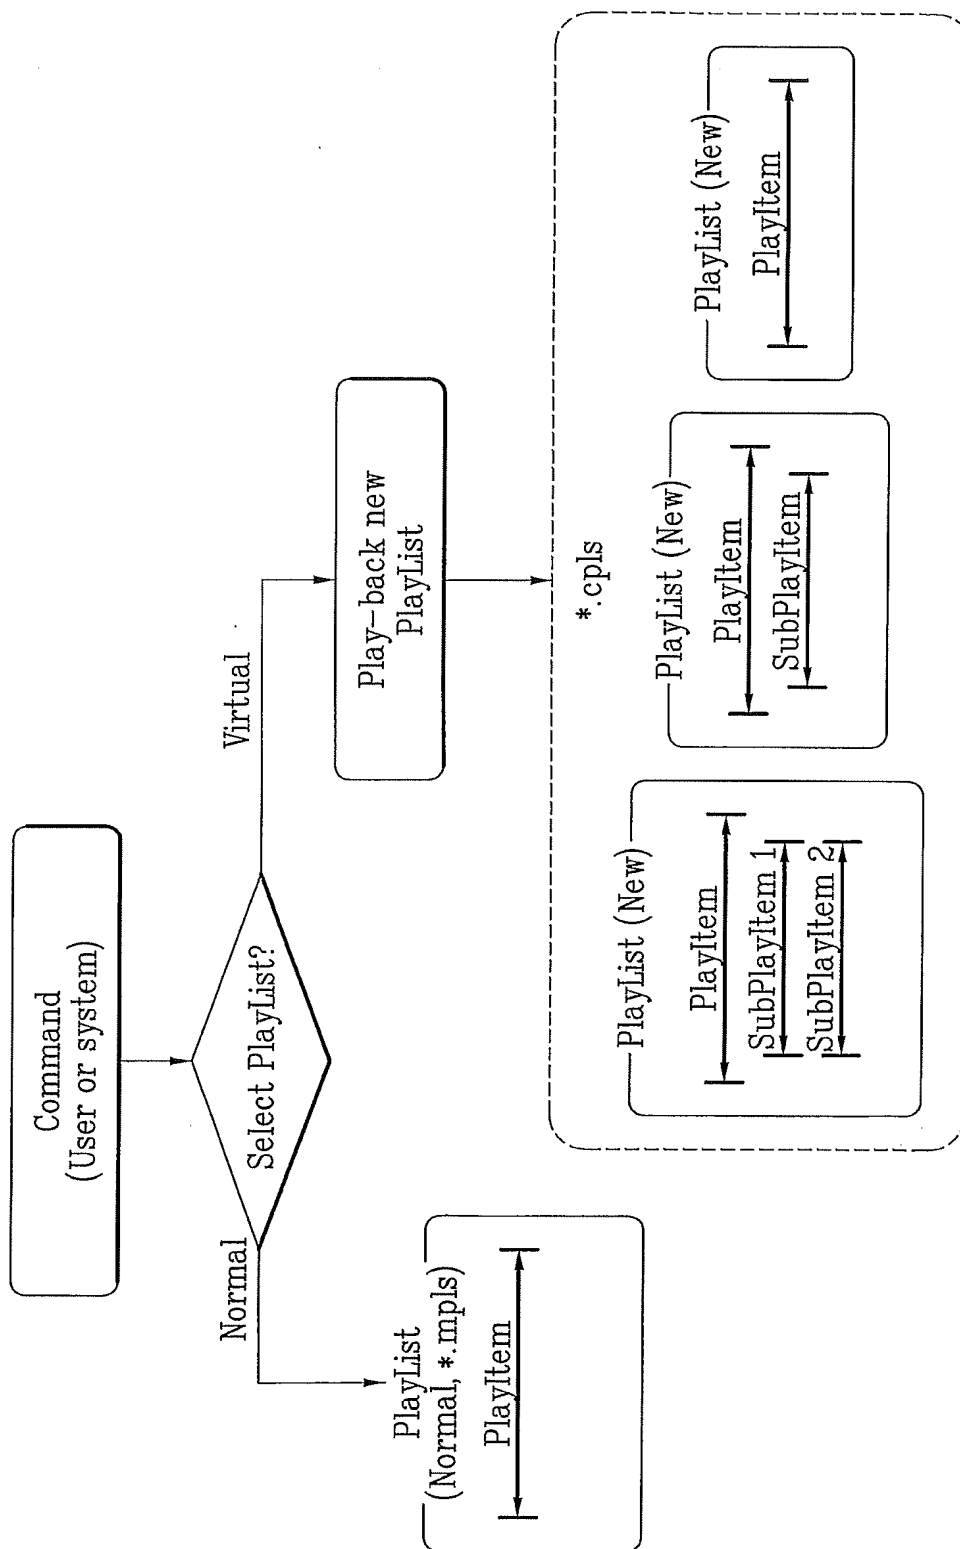 Command
(User or system)
Select PlayList?
Normal
Virtual
PlayList
(Normal, *.mpls)
PlayItem
Play-back new
PlayList
*.cpls
PlayList (New)
PlayItem
SubPlayItem 1
SubPlayItem 2
PlayList (New)
PlayItem
SubPlayItem
PlayList (New)
PlayItem